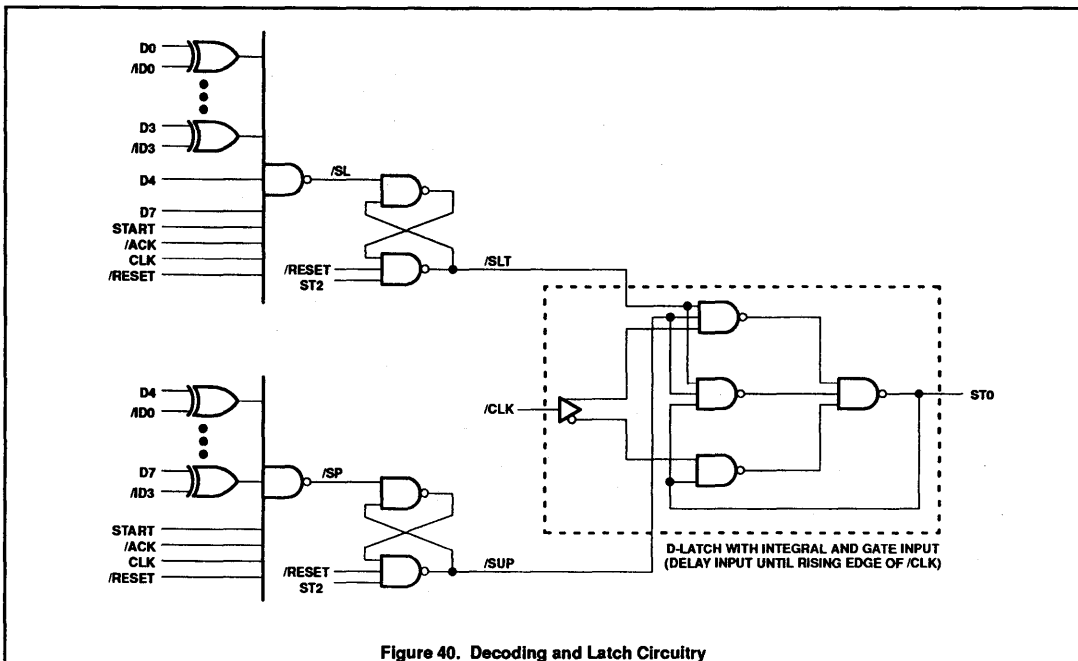 D0
/ID0
D3
/ID3
D4
D7
START
/ACK
CLK
/RESET
/SL
/RESET
ST2
/SLT
D4
/ID0
D7
/ID3
START
/ACK
CLK
/RESET
/SP
/RESET
ST2
/SUP
/CLK
ST0
D-LATCH WITH INTEGRAL AND GATE INPUT
(DELAY INPUT UNTIL RISING EDGE OF /CLK)
Figure 40. Decoding and Latch Circuitry